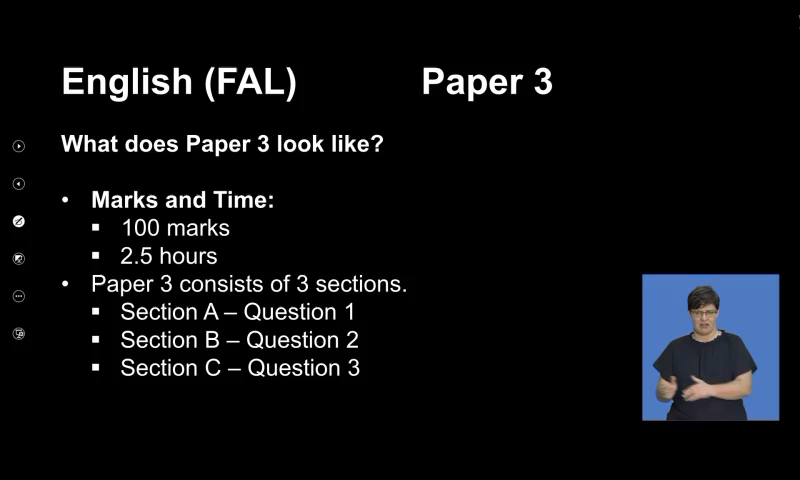 English (FAL) Paper 3
What does Paper 3 look like?
• Marks and Time:
▪ 100 marks
▪ 2.5 hours
• Paper 3 consists of 3 sections.
▪ Section A – Question 1
▪ Section B – Question 2
▪ Section C – Question 3